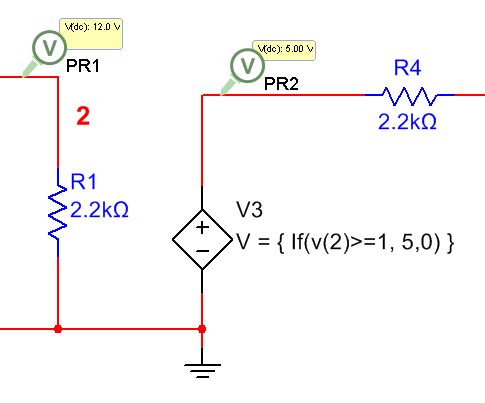 V(dc): 12.0 V
V
PR1
V(dc): 5.00 V
V
PR2
R4
2.2kΩ
2
R1
2.2kΩ
V3
+
−
V = { If(v(2)>=1, 5,0) }